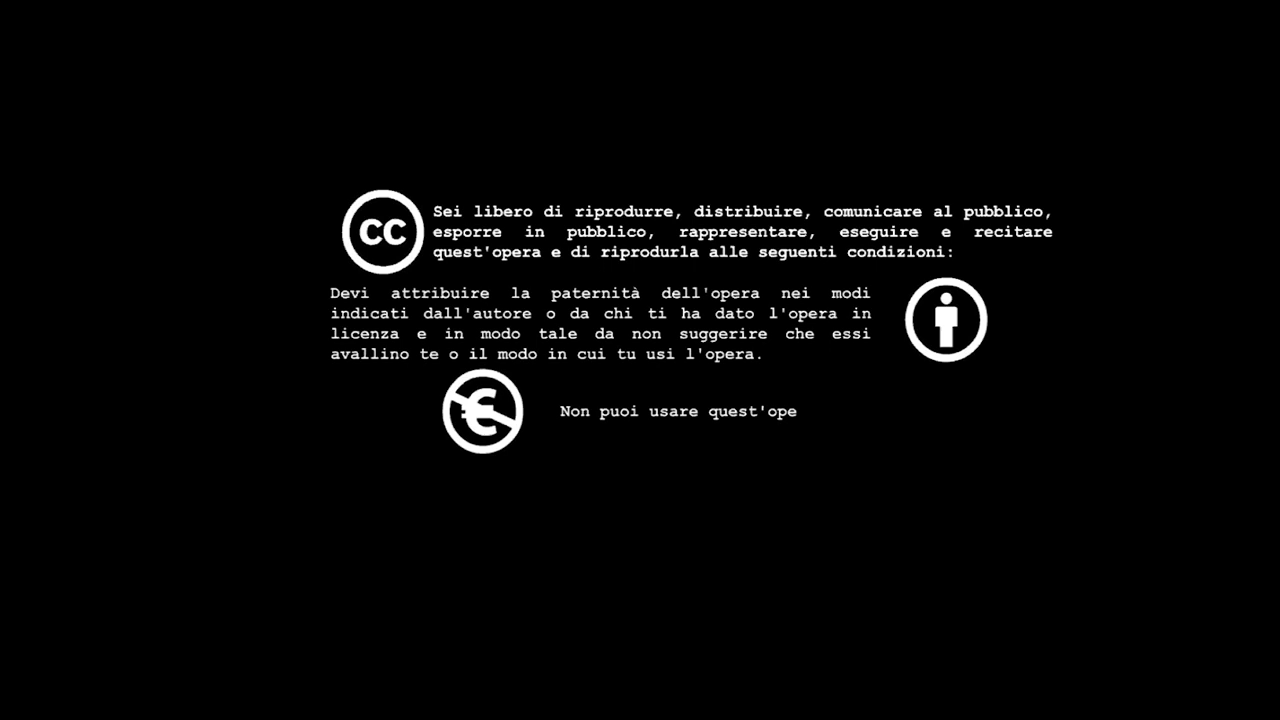 cc
Sei libero di riprodurre, distribuire, comunicare al pubblico,
esporre in pubblico, rappresentare, eseguire e recitare
quest'opera e di riprodurla alle seguenti condizioni:
Devi attribuire la paternità dell'opera nei modi
indicati dall'autore o da chi ti ha dato l'opera in
licenza e in modo tale da non suggerire che essi
avallino te o il modo in cui tu usi l'opera.
€
Non puoi usare quest'ope